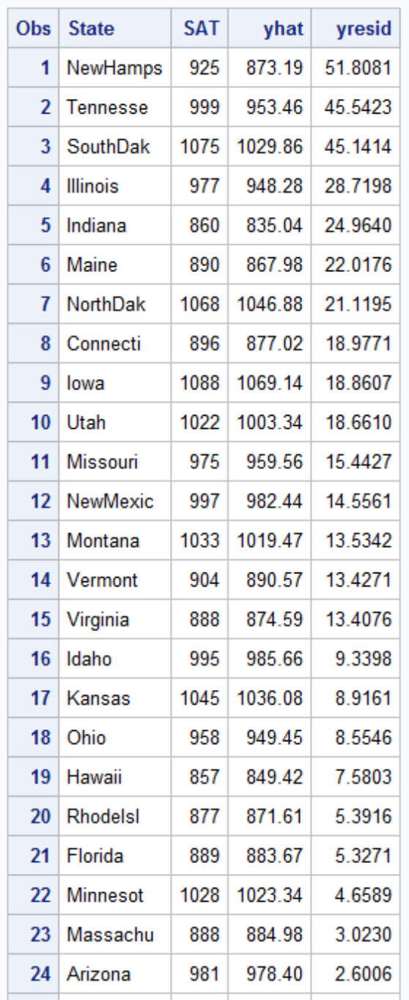 Obs State SAT yhat yresid
1 NewHamps 925 873.19 51.8081
2 Tennesse 999 953.46 45.5423
3 SouthDak 1075 1029.86 45.1414
4 Illinois 977 948.28 28.7198
5 Indiana 860 835.04 24.9640
6 Maine 890 867.98 22.0176
7 NorthDak 1068 1046.88 21.1195
8 Connecti 896 877.02 18.9771
9 Iowa 1088 1069.14 18.8607
10 Utah 1022 1003.34 18.6610
11 Missouri 975 959.56 15.4427
12 NewMexic 997 982.44 14.5561
13 Montana 1033 1019.47 13.5342
14 Vermont 904 890.57 13.4271
15 Virginia 888 874.59 13.4076
16 Idaho 995 985.66 9.3398
17 Kansas 1045 1036.08 8.9161
18 Ohio 958 949.45 8.5546
19 Hawaii 857 849.42 7.5803
20 RhodeIsl 877 871.61 5.3916
21 Florida 889 883.67 5.3271
22 Minnesot 1028 1023.34 4.6589
23 Massachu 888 884.98 3.0230
24 Arizona 981 978.40 2.6006